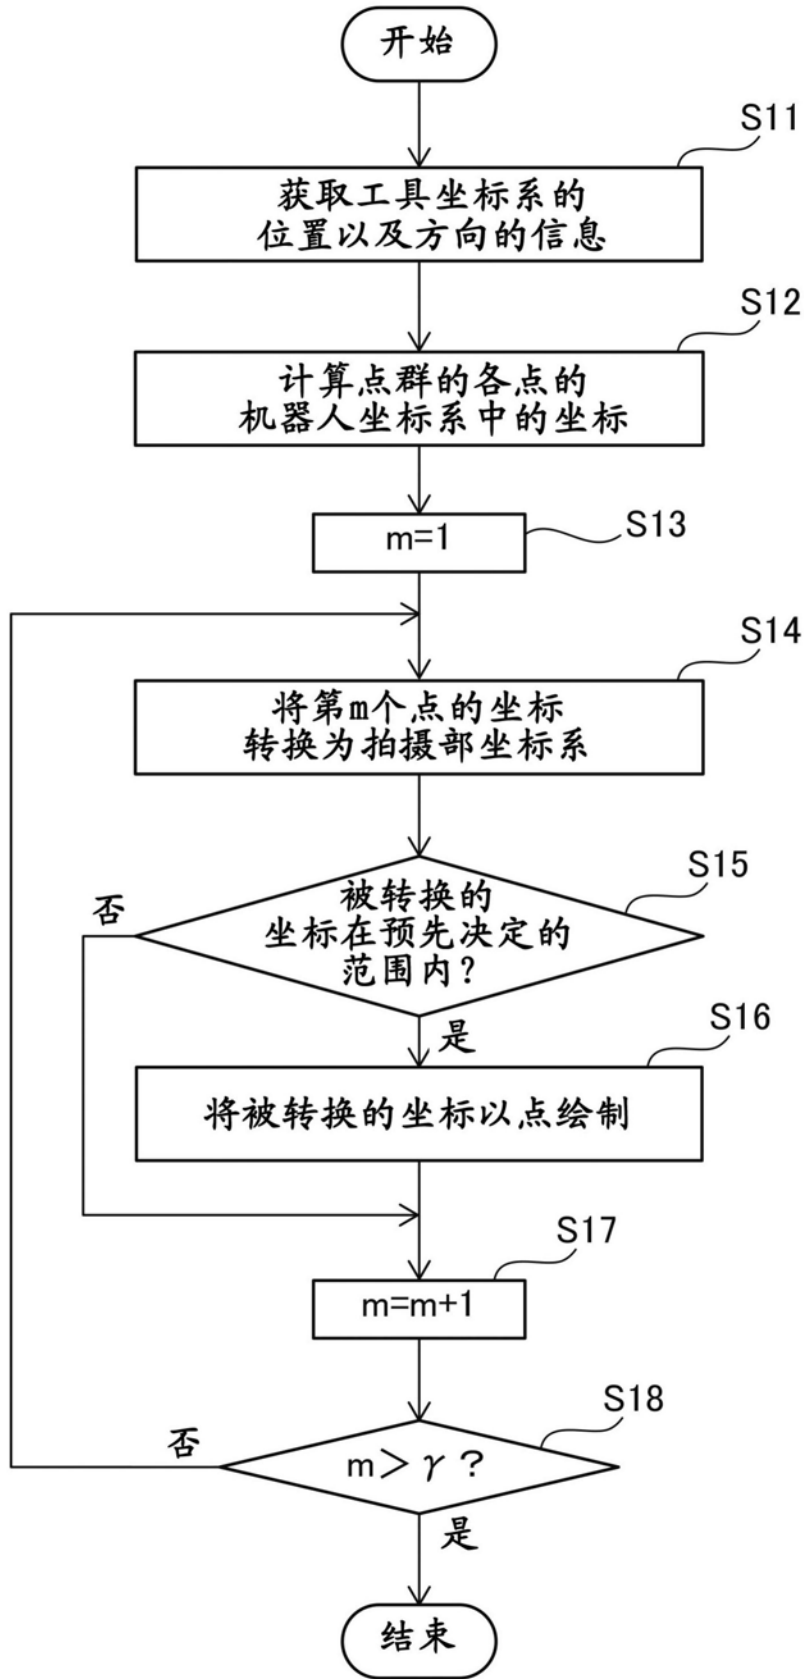 开始
S11
获取工具坐标系的
位置以及方向的信息
S12
计算点群的各点的
机器人坐标系中的坐标
S13
m=1
S14
将第m个点的坐标
转换为拍摄部坐标系
S15
否
被转换的
坐标在预先决定的
范围内?
是
S16
将被转换的坐标以点绘制
S17
m=m+1
S18
否
m>γ?
是
结束